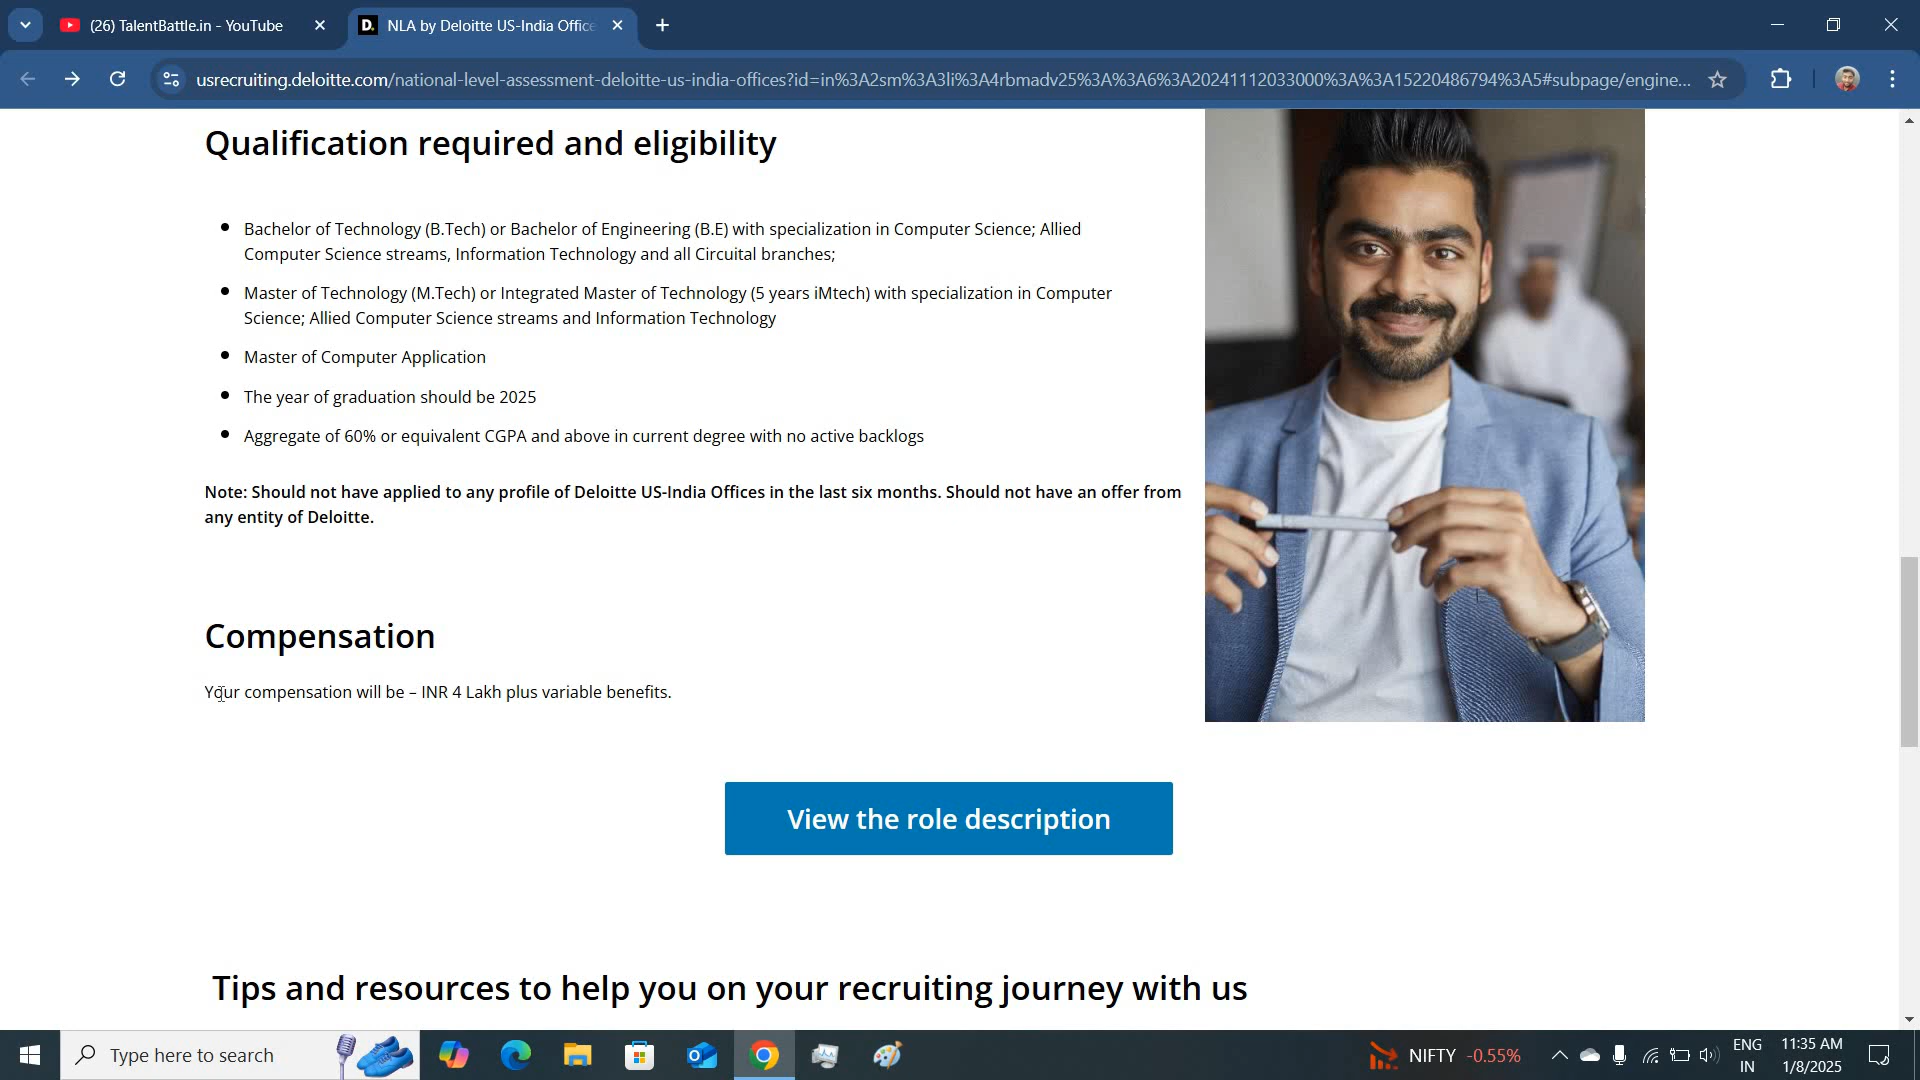 (26) TalentBattle.in - YouTube
D. NLA by Deloitte US-India Office
usrecruiting.deloitte.com/national-level-assessment-deloitte-us-india-offices?id=in%3A2sm%3A3li%3A4rbmadv25%3A%3A6%3A20241112033000%3A%3A15220486794%3A5#subpage/engine...
Qualification required and eligibility
Bachelor of Technology (B.Tech) or Bachelor of Engineering (B.E) with specialization in Computer Science; Allied
Computer Science streams, Information Technology and all Circuital branches;
Master of Technology (M.Tech) or Integrated Master of Technology (5 years iMtech) with specialization in Computer
Science; Allied Computer Science streams and Information Technology
Master of Computer Application
The year of graduation should be 2025
Aggregate of 60% or equivalent CGPA and above in current degree with no active backlogs
Note: Should not have applied to any profile of Deloitte US-India Offices in the last six months. Should not have an offer from
any entity of Deloitte.
Compensation
Your compensation will be – INR 4 Lakh plus variable benefits.
View the role description
Tips and resources to help you on your recruiting journey with us
Type here to search
NIFTY -0.55%
ENG
IN
11:35 AM
1/8/2025